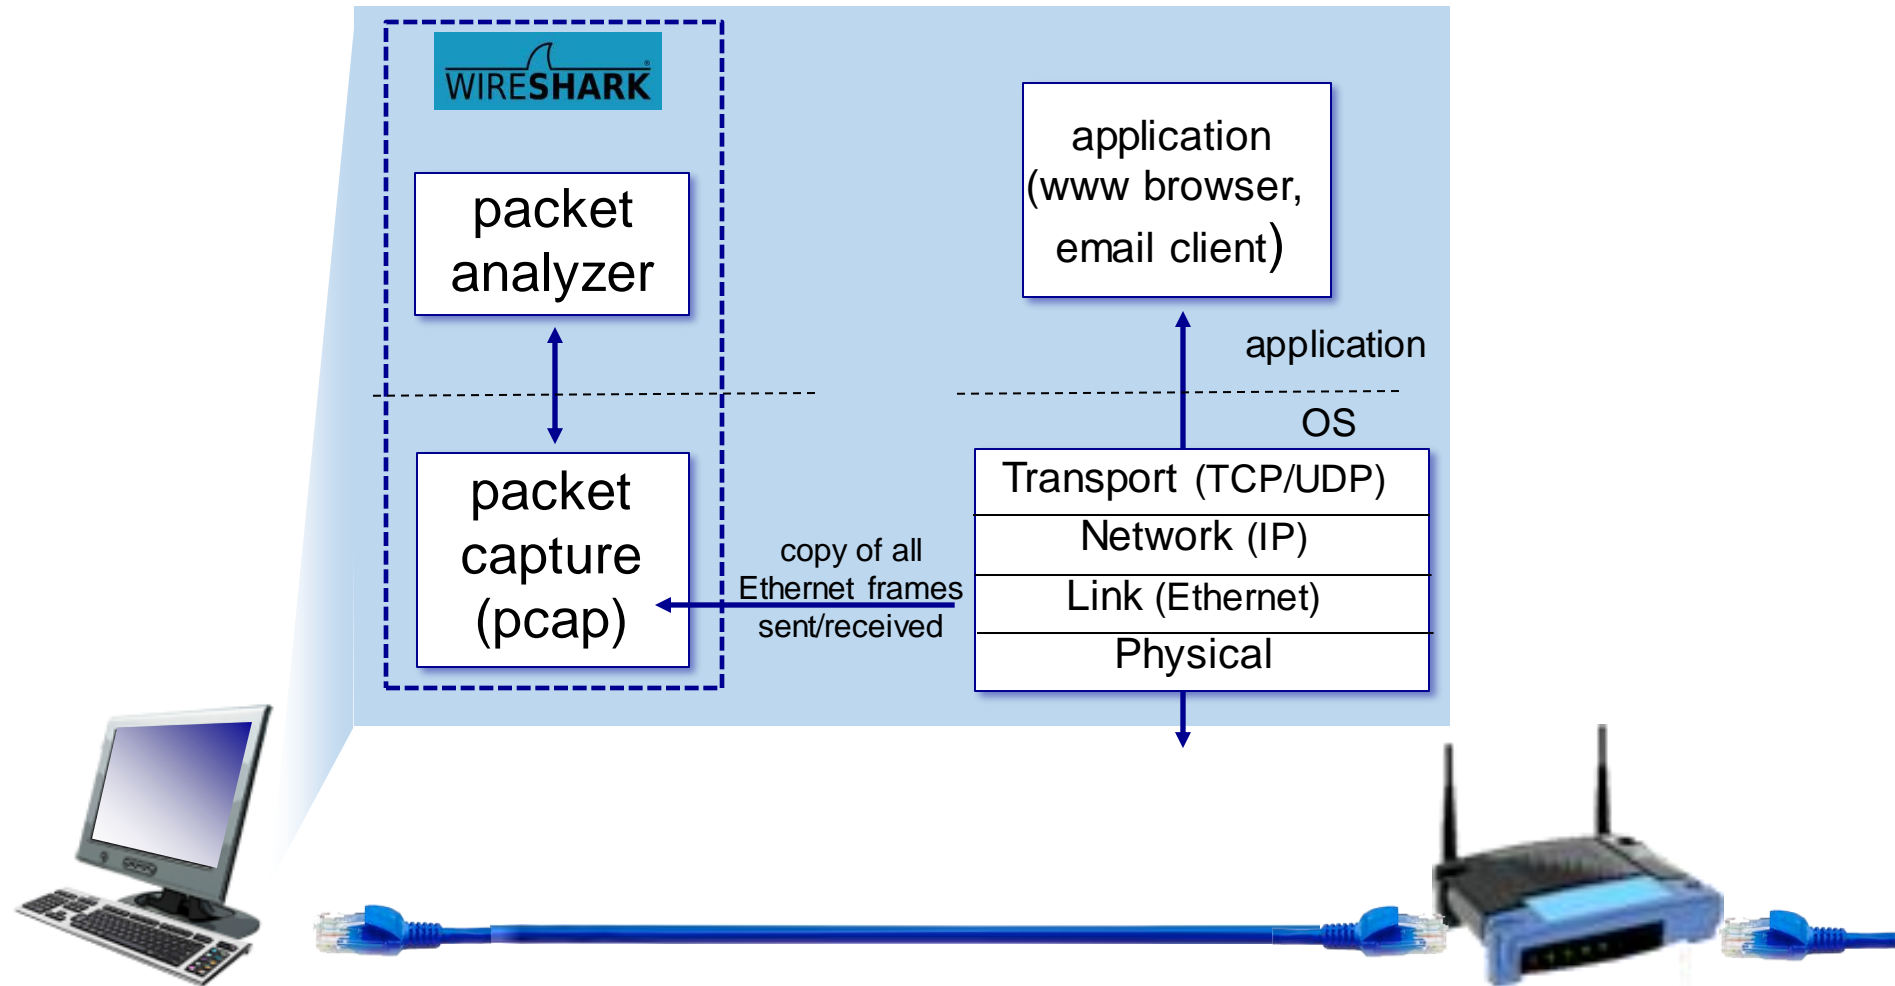 WIRESHARK®
packet
analyzer
packet
capture
(pcap)
copy of all
Ethernet frames
sent/received
application
(www browser,
email client)
application
OS
Transport (TCP/UDP)
Network (IP)
Link (Ethernet)
Physical